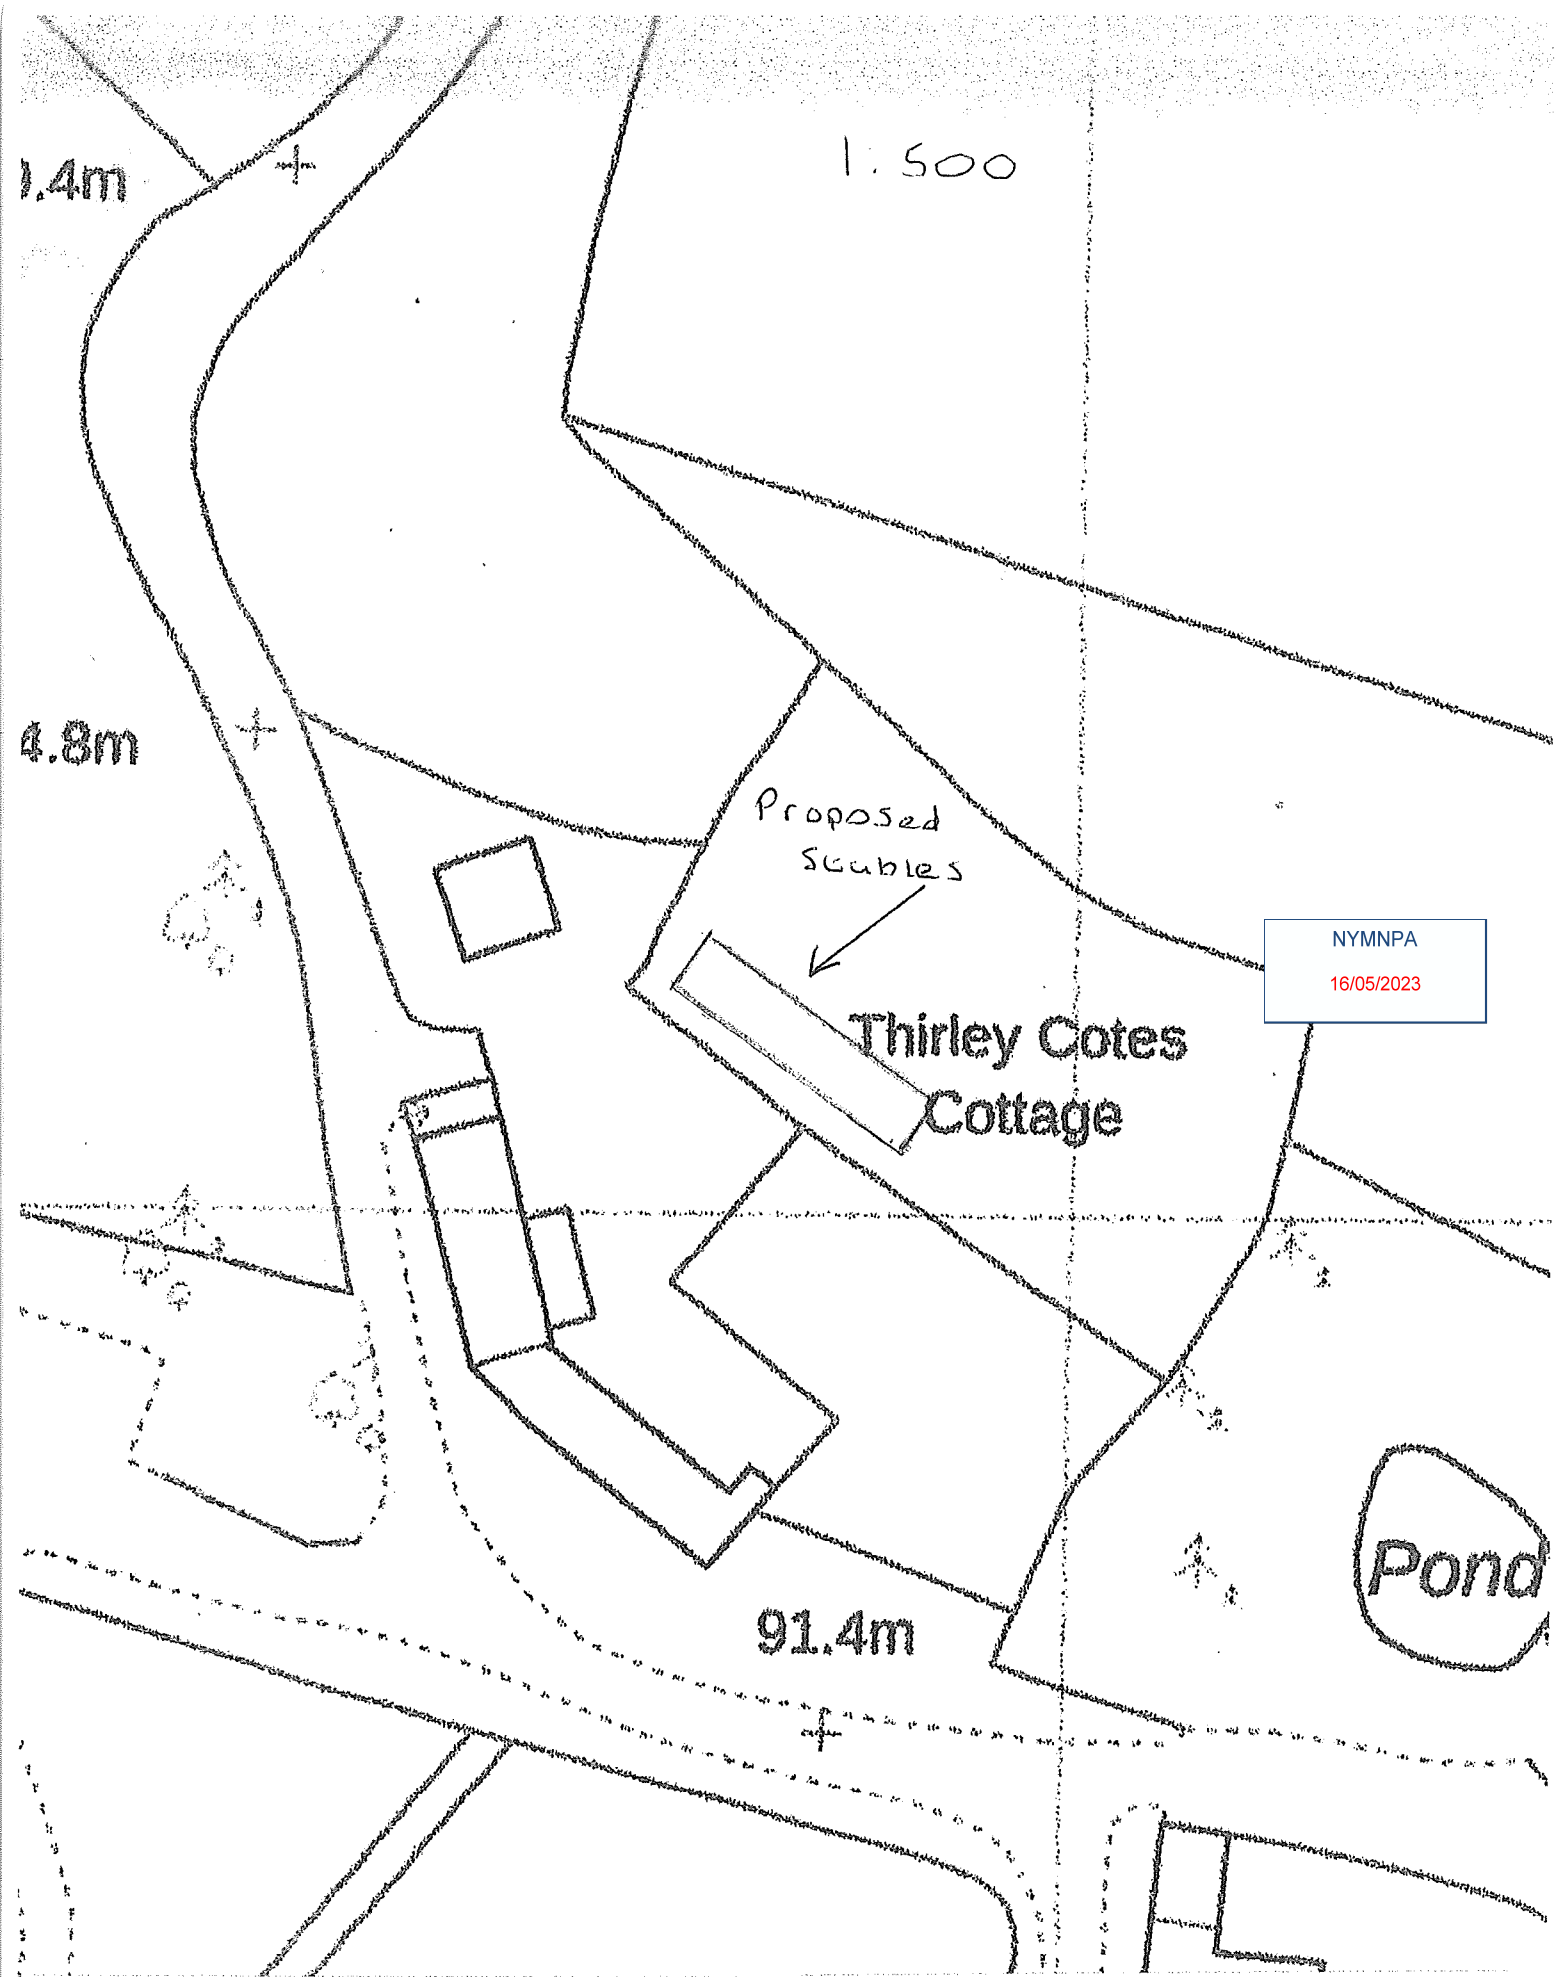 1:500
.4m
4.8m
Proposed
Stables
NYMNPA
16/05/2023
Thirley Cotes
Cottage
Pond
91.4m